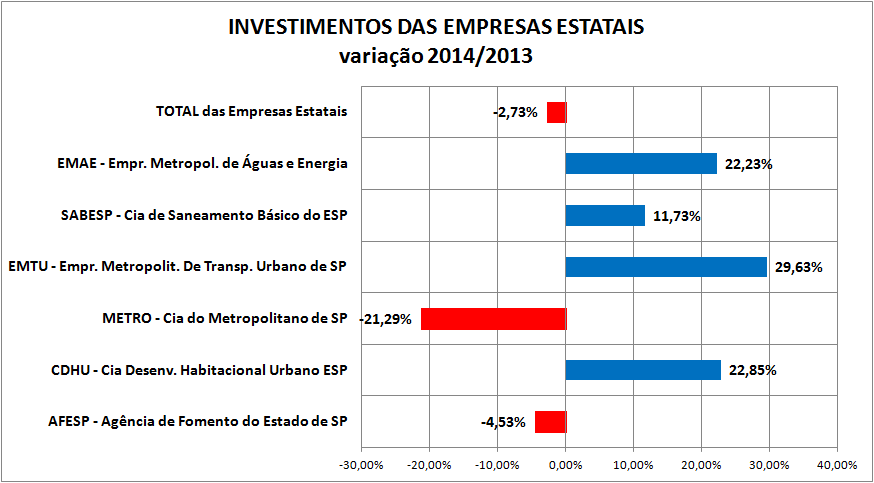 INVESTIMENTOS DAS EMPRESAS ESTATAIS
variação 2014/2013
TOTAL das Empresas Estatais
-2,73%
EMAE - Empr. Metropol. de Águas e Energia
22,23%
SABESP - Cia de Saneamento Básico do ESP
11,73%
EMTU - Empr. Metropolit. De Transp. Urbano de SP
29,63%
METRO - Cia do Metropolitano de SP
-21,29%
CDHU - Cia Desenv. Habitacional Urbano ESP
22,85%
AFESP - Agência de Fomento do Estado de SP
-4,53%
-30,00% -20,00% -10,00% 0,00% 10,00% 20,00% 30,00% 40,00%